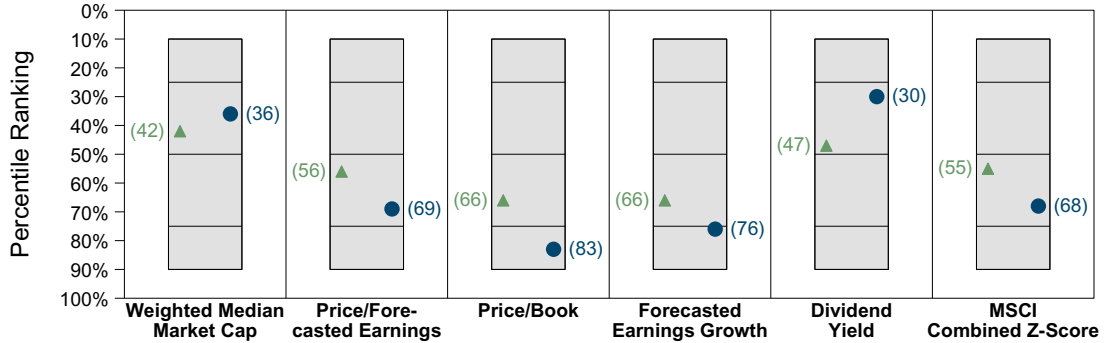 Percentile Ranking
0%
10%
20%
30%
40%
50%
60%
70%
80%
90%
100%
(42)
(36)
(56)
(69)
(66)
(83)
(66)
(76)
(47)
(30)
(55)
(68)
Weighted Median
Market Cap
Price/Fore-
casted Earnings
Price/Book
Forecasted
Earnings Growth
Dividend
Yield
MSCI
Combined Z-Score